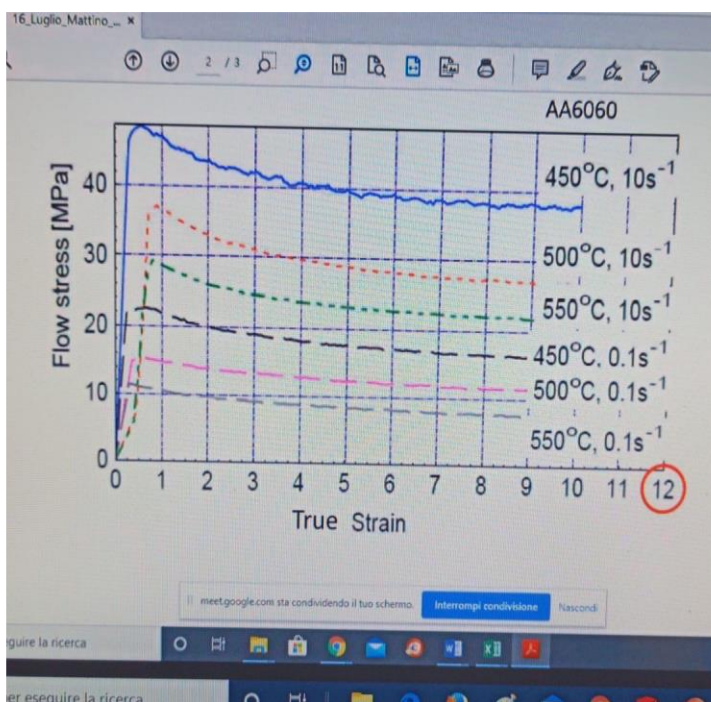 16_Luglio_Mattino_... ×
2 / 3
AA6060
Flow stress [MPa]
40
30
20
10
0
450°C, 10s⁻¹
500°C, 10s⁻¹
550°C, 10s⁻¹
450°C, 0.1s⁻¹
500°C, 0.1s⁻¹
550°C, 0.1s⁻¹
0 1 2 3 4 5 6 7 8 9 10 11 12
True Strain
meet.google.com sta condividendo il tuo schermo. Interrompi condivisione Nascondi
eguire la ricerca
per eseguire la ricerca